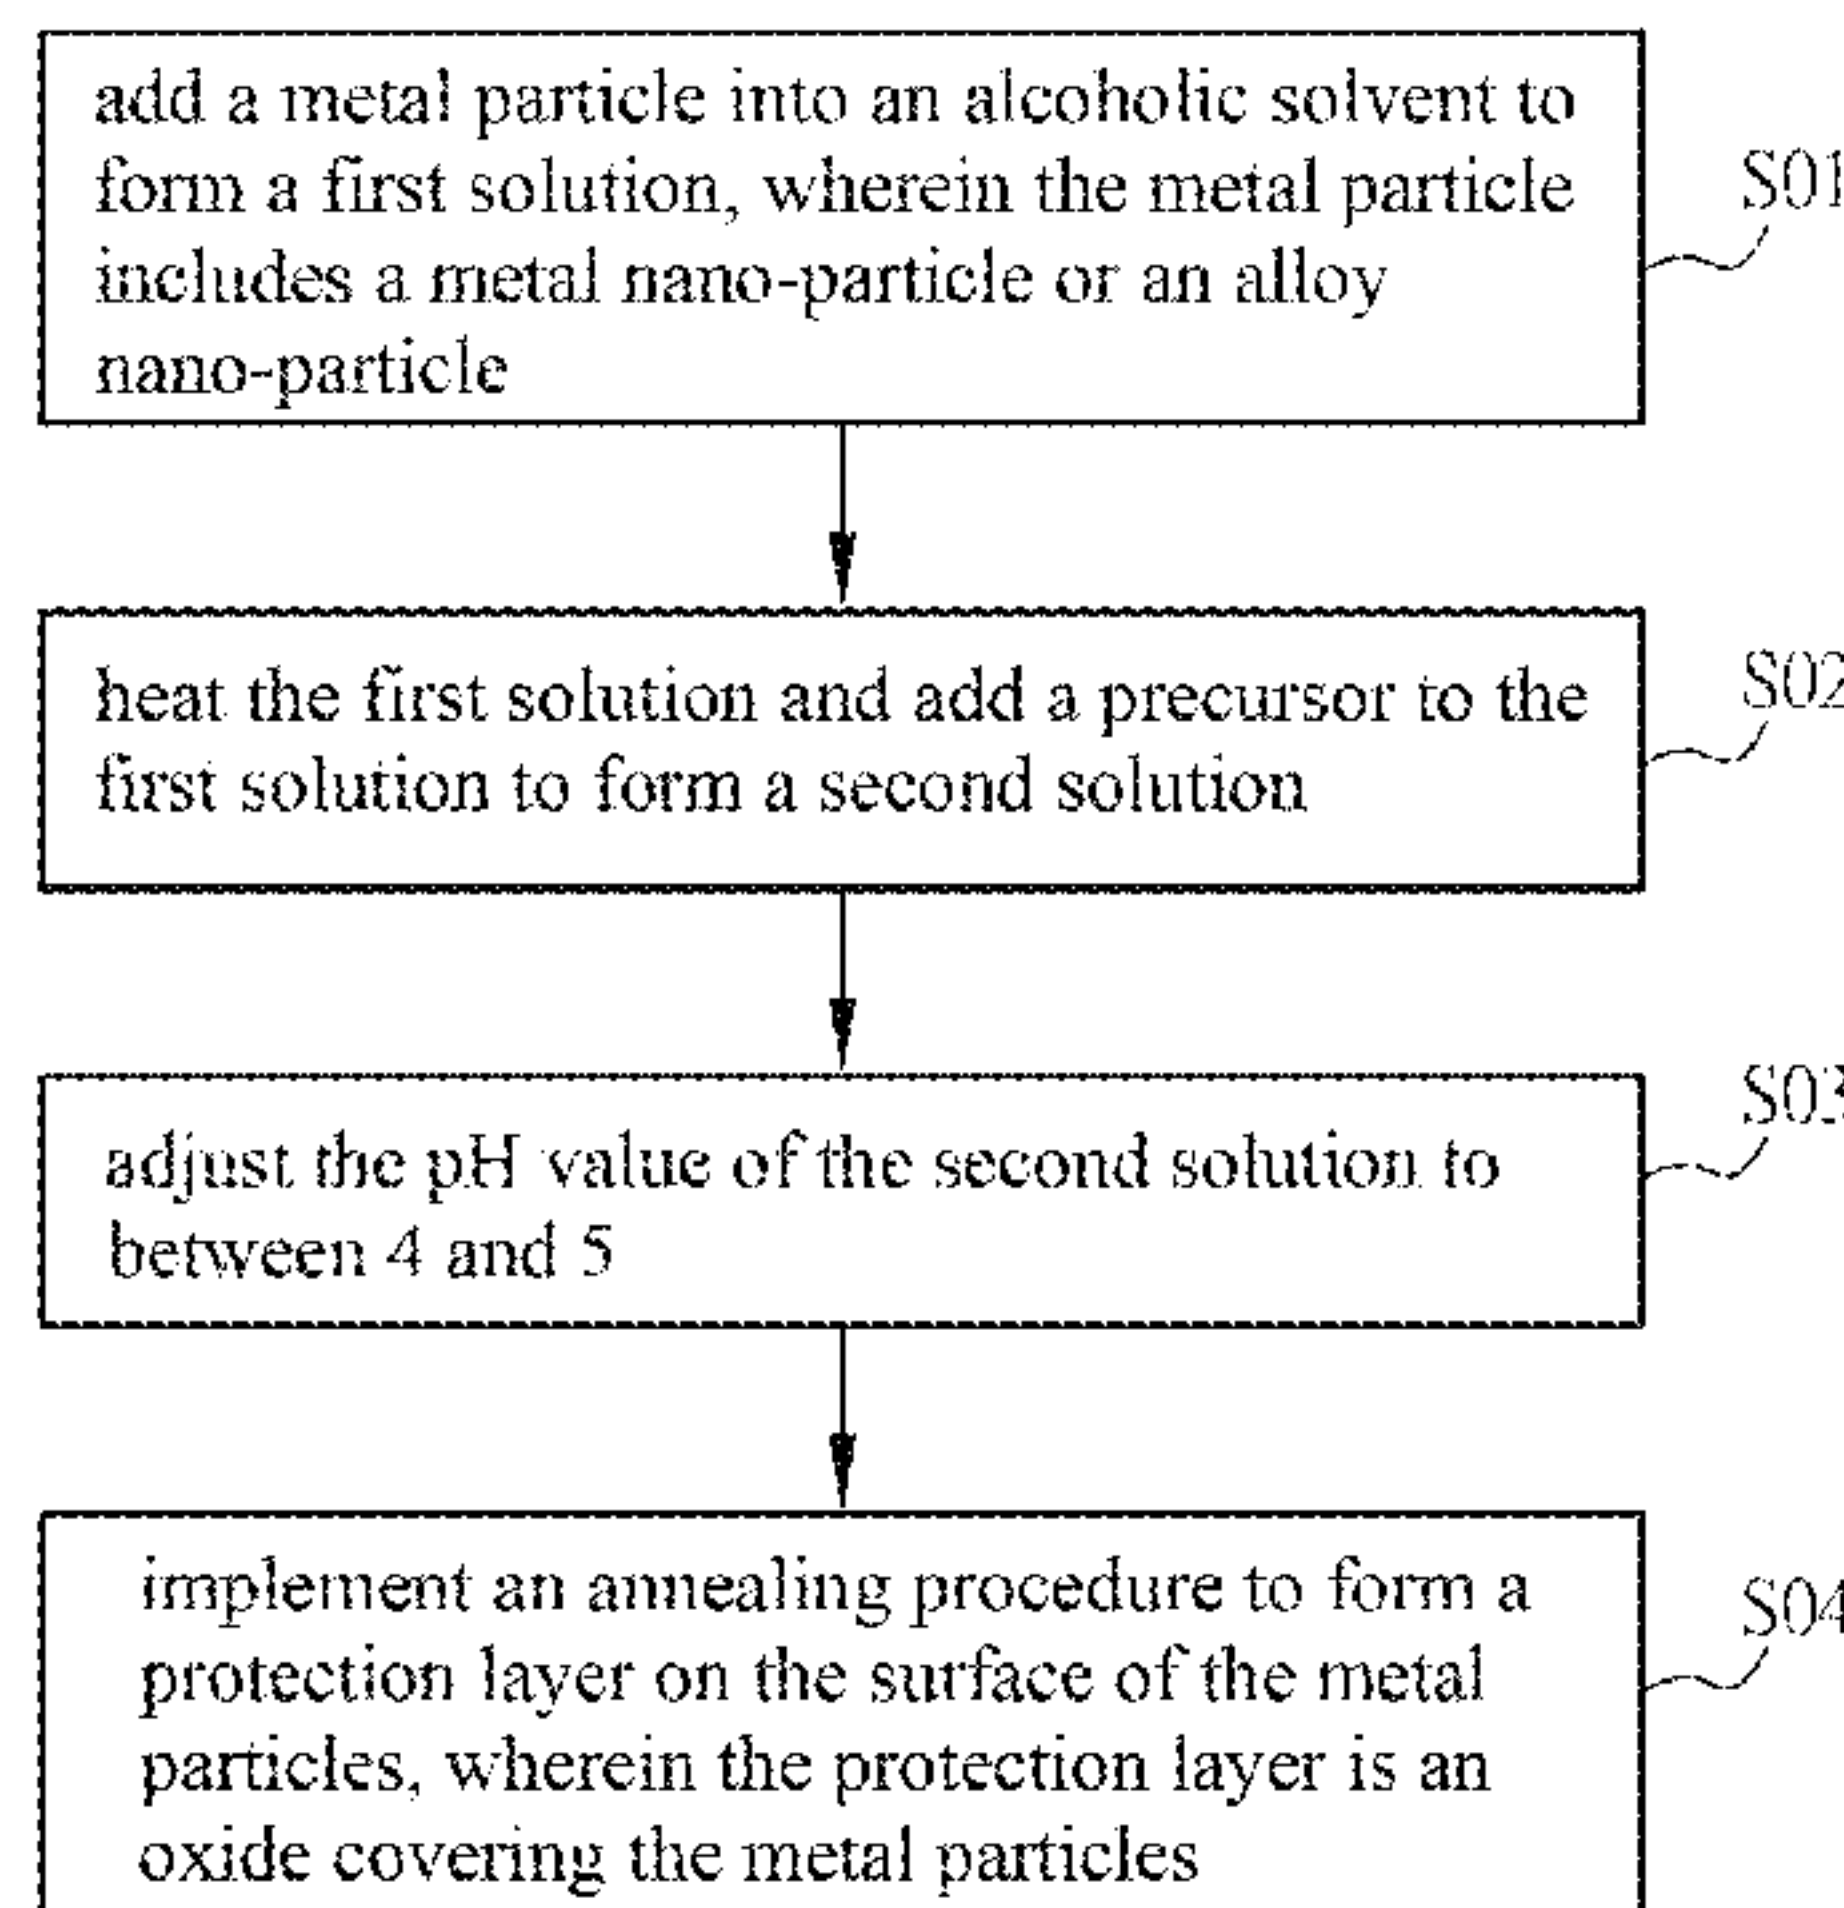 add a metal particle into an alcoholic solvent to
form a first solution, wherein the metal particle
includes a metal nano-particle or an alloy
nano-particle
S01
heat the first solution and add a precursor to the
first solution to form a second solution
S02
adjust the pH value of the second solution to
between 4 and 5
S03
implement an annealing procedure to form a
protection layer on the surface of the metal
particles, wherein the protection layer is an
oxide covering the metal particles
S04